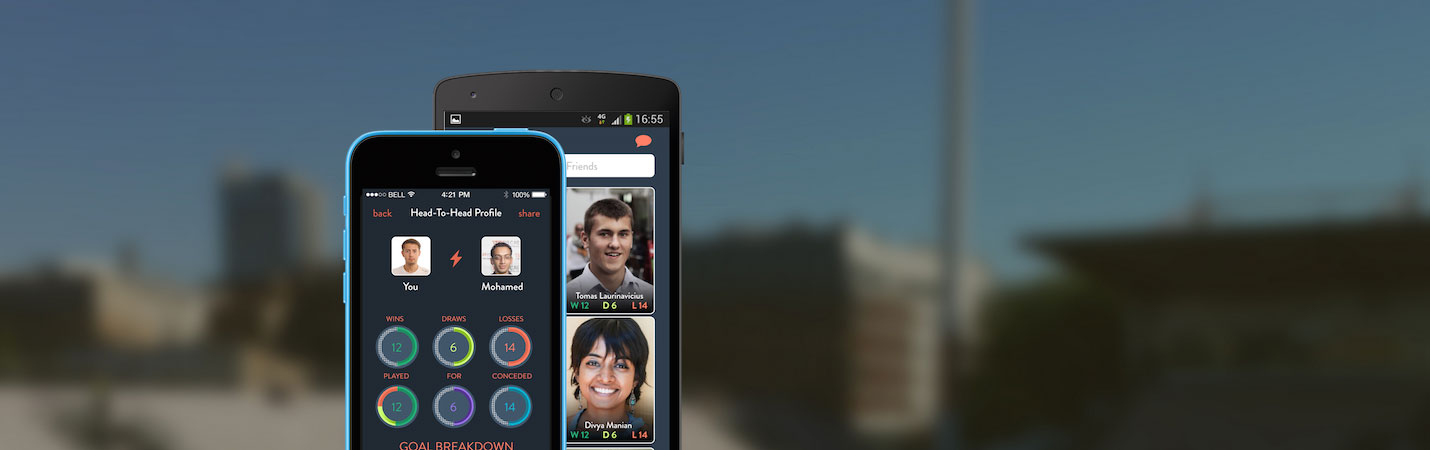 ●●●○○ BELL 4:21 PM 100%
back Head-To-Head Profile share
You Mohamed
WINS DRAWS LOSSES
12 6 14
PLAYED FOR CONCEDED
12 6 14
GOAL BREAKDOWN
4G 16:55
Friends
Tomas Laurinavicius
W 12 D 6 L 14
Divya Manian
W 12 D 6 L 14